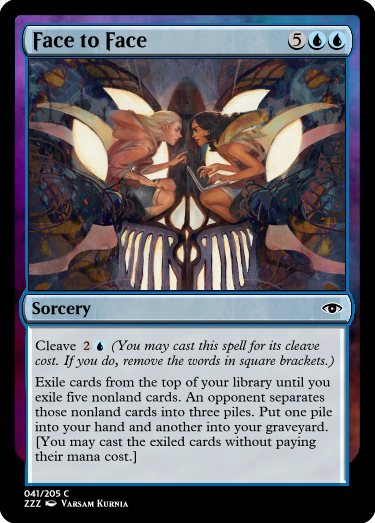 Face to Face 5
Sorcery
Cleave 2 (You may cast this spell for its cleave
cost. If you do, remove the words in square brackets.)
Exile cards from the top of your library until you
exile five nonland cards. An opponent separates
those nonland cards into three piles. Put one pile
into your hand and another into your graveyard.
[You may cast the exiled cards without paying
their mana cost.]
041/205 C
ZZZ Varsam Kurnia